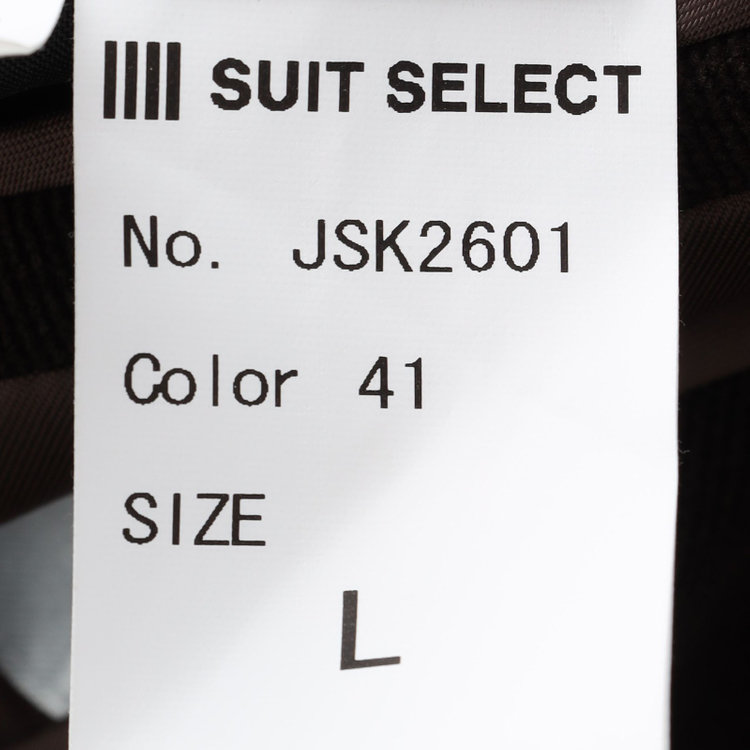 SUIT SELECT
No. JSK2601
Color 41
SIZE
L